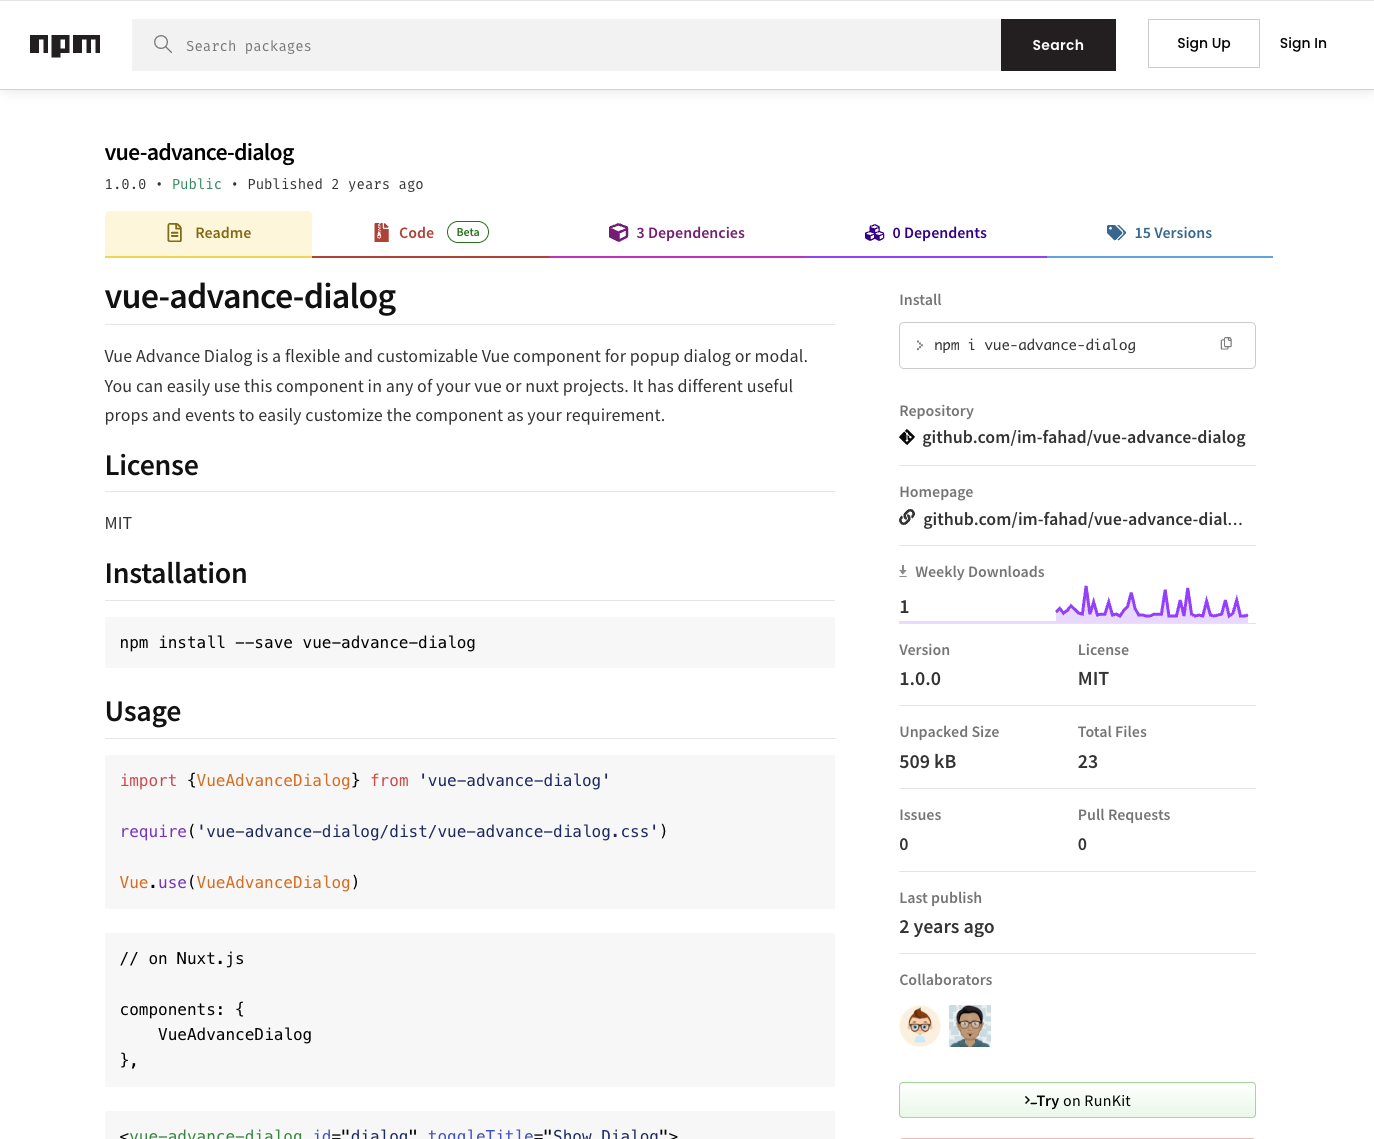 npm
Search packages
Search
Sign Up
Sign In
vue-advance-dialog
1.0.0 • Public • Published 2 years ago
Readme
Code Beta
3 Dependencies
0 Dependents
15 Versions
vue-advance-dialog
Vue Advance Dialog is a flexible and customizable Vue component for popup dialog or modal.
You can easily use this component in any of your vue or nuxt projects. It has different useful
props and events to easily customize the component as your requirement.
License
MIT
Installation
npm install --save vue-advance-dialog
Usage
import {VueAdvanceDialog} from 'vue-advance-dialog'
require('vue-advance-dialog/dist/vue-advance-dialog.css')
Vue.use(VueAdvanceDialog)
// on Nuxt.js
components: {
    VueAdvanceDialog
},
<vue-advance-dialog id="dialog" toggleTitle="Show Dialog">
Install
> npm i vue-advance-dialog
Repository
github.com/im-fahad/vue-advance-dialog
Homepage
github.com/im-fahad/vue-advance-dial...
Weekly Downloads
1
Version
1.0.0
License
MIT
Unpacked Size
509 kB
Total Files
23
Issues
0
Pull Requests
0
Last publish
2 years ago
Collaborators
>_Try on RunKit